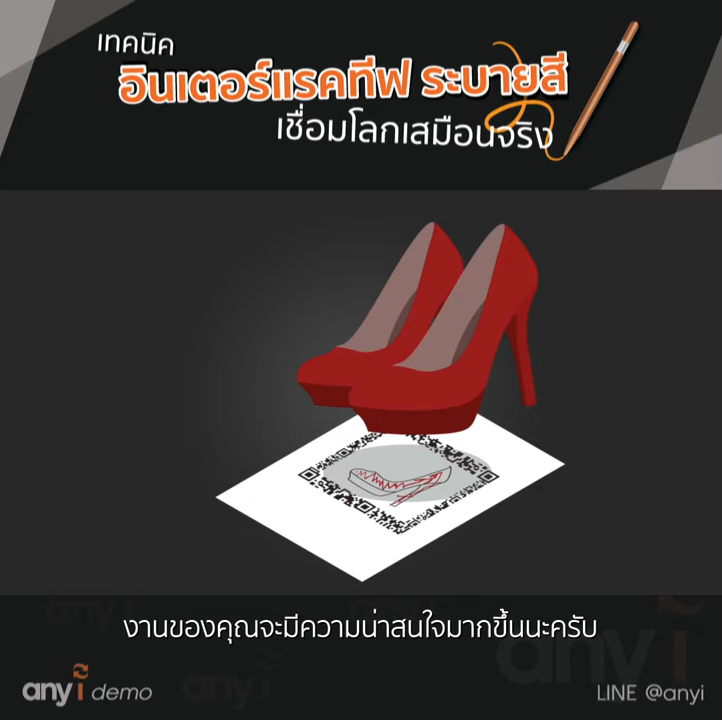 เทคนิค
อินเตอร์แรคทีฟ ระบายสี
เชื่อมโลกเสมือนจริง
งานของคุณจะมีความน่าสนใจมากขึ้นนะครับ
anyi demo
LINE @anyi